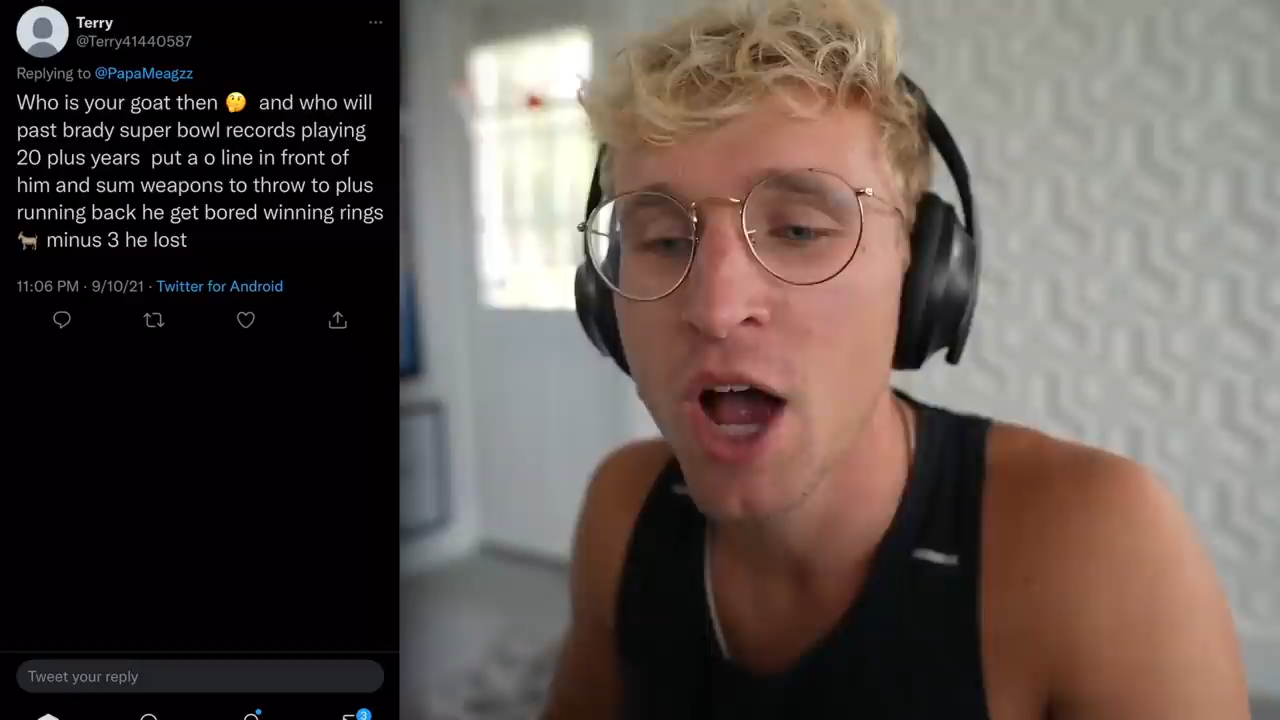 Terry
@Terry41440587
Replying to @PapaMeagzz
Who is your goat then 🤔 and who will
past brady super bowl records playing
20 plus years put a o line in front of
him and sum weapons to throw to plus
running back he get bored winning rings
🐐 minus 3 he lost
11:06 PM · 9/10/21 · Twitter for Android
Tweet your reply
3